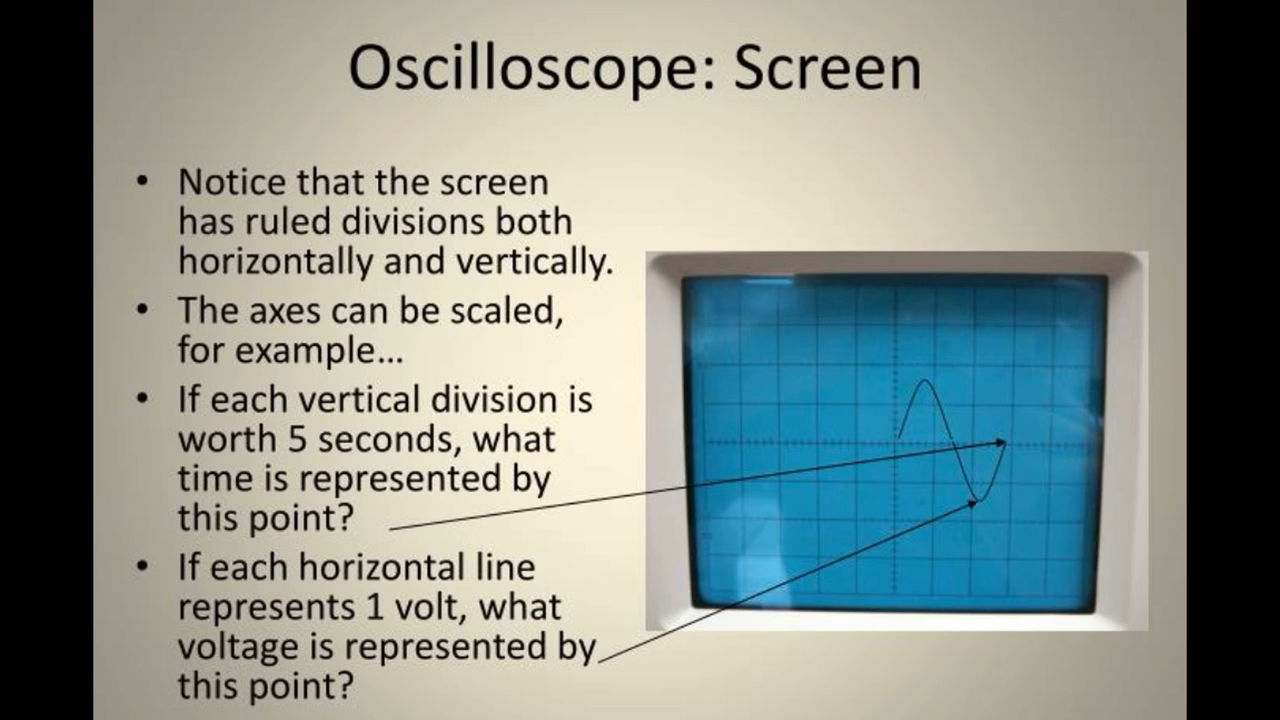 Oscilloscope: Screen
• Notice that the screen
has ruled divisions both
horizontally and vertically.
• The axes can be scaled,
for example...
• If each vertical division is
worth 5 seconds, what
time is represented by
this point?
• If each horizontal line
represents 1 volt, what
voltage is represented by
this point?